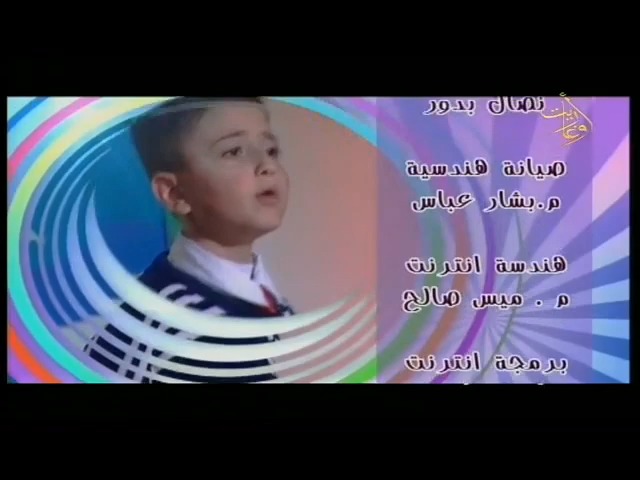 نضال بدور
صيانة هندسية
م.بشار عباس
هندسة انترنت
م . ميس صالح
برمجة انترنت